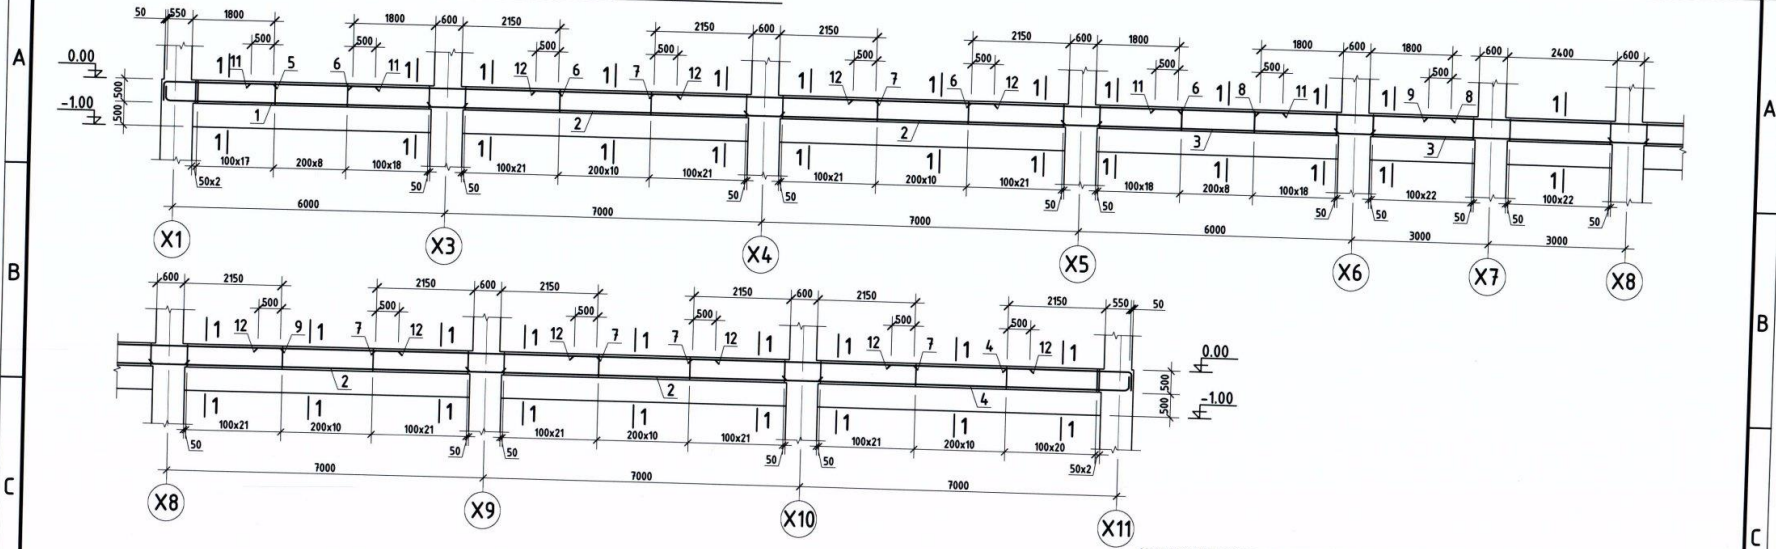 50 550 1800 1800 600 2150 2150 600 2150 2150 600 1800 1800 600 1800 600 2400 600
500 500 500 500 500 500 500 500 500
A 0.00 1 11 5 6 11 1 1 12 6 1 7 12 1 1 12 7 1 6 12 1 1 11 6 1 8 11 1 1 9 8 1 A
500
-1.00 500 1 2 2 3 3
1 1 1 1 1 1 1 1 1 1 1 1 1
100x17 200x8 100x18 100x21 200x10 100x21 100x21 200x10 100x21 100x18 200x8 100x18 100x22 100x22
50x2 50 50 50 50 50 50 50 50 50 50 50
6000 7000 7000 6000 3000 3000
X1 X3 X4 X5 X6 X7 X8
B 600 2150 2150 600 2150 2150 600 2150 2150 550 50 B
500 500 500 500 500 500
1 12 9 1 7 12 1 1 12 7 1 7 12 1 1 12 7 1 4 12 1 0.00
2 2 4 500
500 -1.00
1 1 1 1 1 1 1 1 1
100x21 200x10 100x21 100x21 200x10 100x21 100x21 200x10 100x20
50 50 50 50 50 50x2
7000 7000 7000
C X8 X9 X10 X11 C